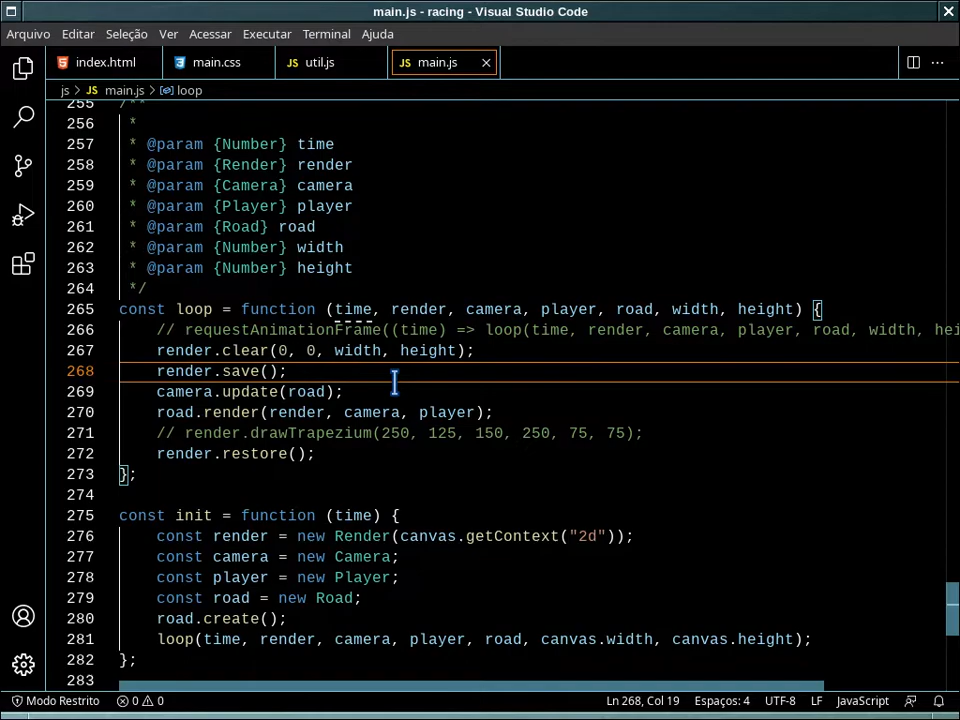 main.js - racing - Visual Studio Code
Arquivo Editar Seleção Ver Acessar Executar Terminal Ajuda
index.html main.css util.js main.js
js > main.js > loop
255 /**
256  *
257  * @param {Number} time
258  * @param {Render} render
259  * @param {Camera} camera
260  * @param {Player} player
261  * @param {Road} road
262  * @param {Number} width
263  * @param {Number} height
264  */
265 const loop = function (time, render, camera, player, road, width, height) {
266     // requestAnimationFrame((time) => loop(time, render, camera, player, road, width, hei
267     render.clear(0, 0, width, height);
268     render.save();
269     camera.update(road);
270     road.render(render, camera, player);
271     // render.drawTrapezium(250, 125, 150, 250, 75, 75);
272     render.restore();
273 };
274
275 const init = function (time) {
276     const render = new Render(canvas.getContext("2d"));
277     const camera = new Camera;
278     const player = new Player;
279     const road = new Road;
280     road.create();
281     loop(time, render, camera, player, road, canvas.width, canvas.height);
282 };
283
Modo Restrito 0 0 Ln 268, Col 19 Espaços: 4 UTF-8 LF JavaScript